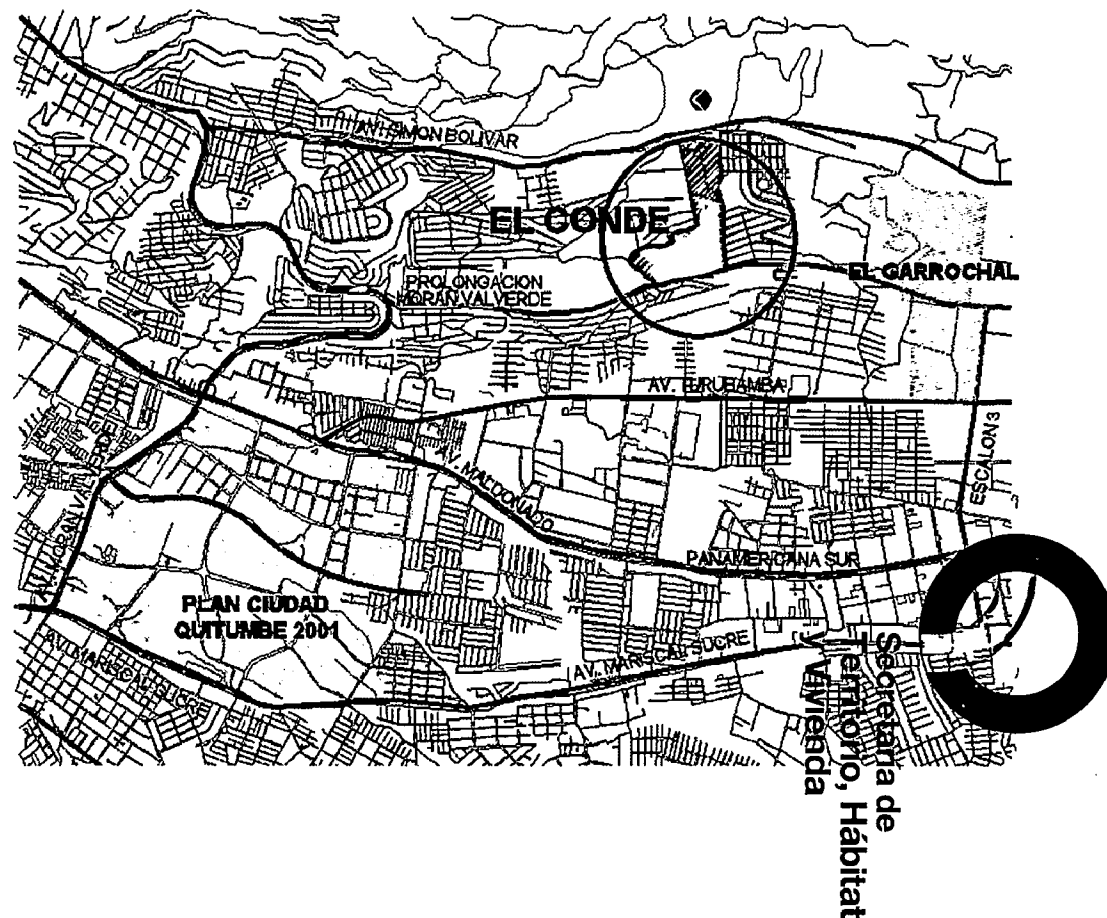 AV. SIMON BOLIVAR
EL CONDE
EL GARROCHAL
PROLONGACION
MORAN VALVERDE
AV. TURUBAMBA
ESCALON 3
AV. MORAN VALVERDE
AV. MALDONADO
PANAMERICANA SUR
PLAN CIUDAD
QUITUMBE 2001
AV. MARISCAL SUCRE
AV. MARISCAL SUCRE
Secretaría de
Territorio, Hábitat
y Vivienda